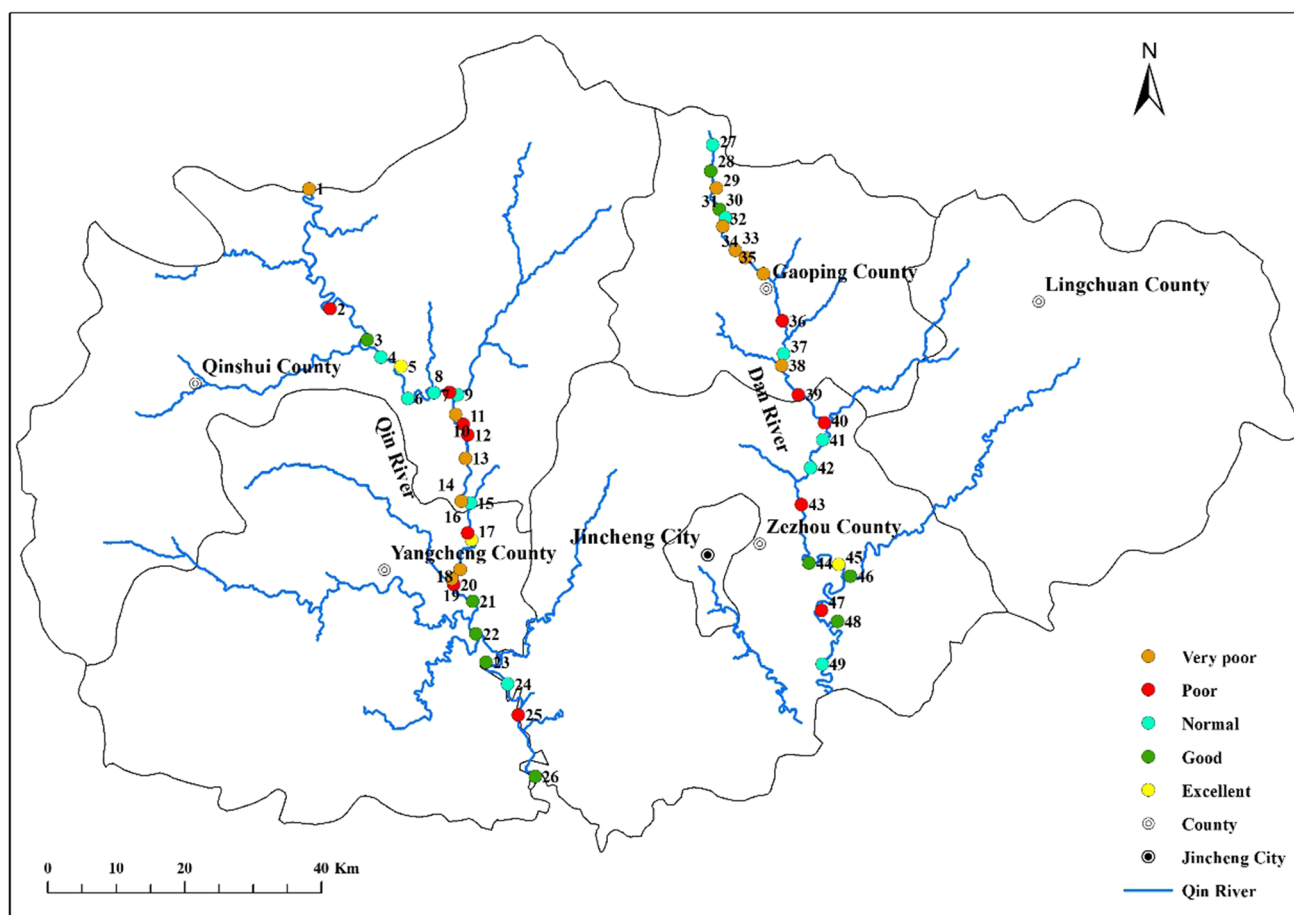 N
27
28
29
30
31
32
33
34
35
Gaoping County
Lingchuan County
1
2
3
4
5
6
7
8
9
10
11
12
13
14
15
16
17
18
19
20
21
22
23
24
25
26
Qinshui County
Qin River
Yangcheng County
36
37
38
39
40
41
42
43
Dan River
Jincheng City
Zezhou County
44
45
46
47
48
49
Very poor
Poor
Normal
Good
Excellent
County
Jincheng City
Qin River
0 10 20 40 Km